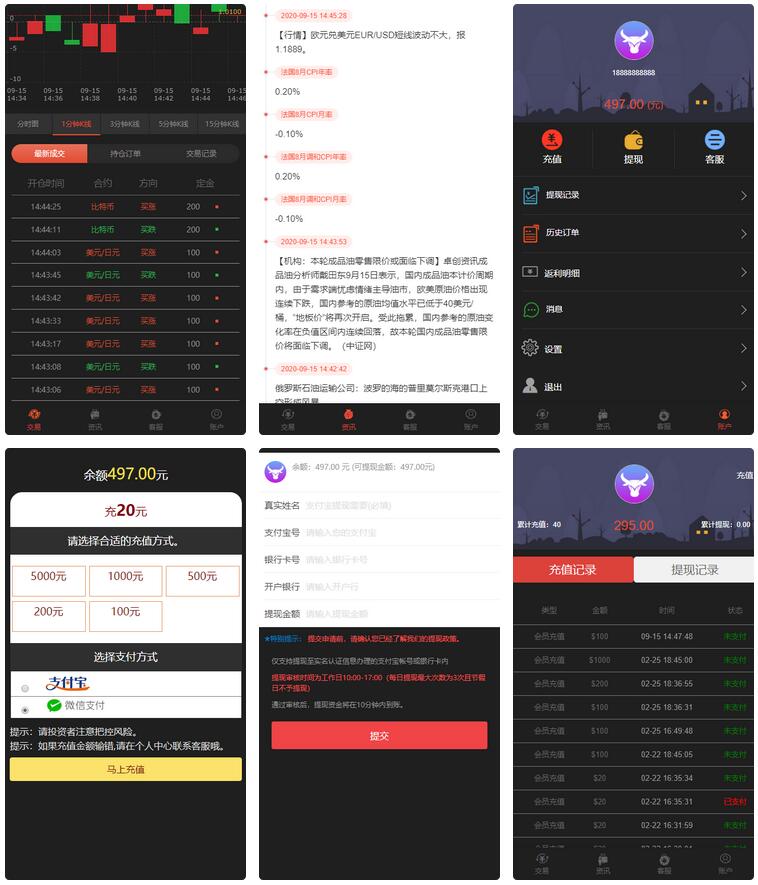 1.0100
0
-5
-10
09-15 09-15 09-15 09-15 09-15 09-15 09-15
14:34 14:36 14:38 14:40 14:42 14:44 14:46
分时图 1分钟K线 3分钟K线 5分钟K线 15分钟K线
最新成交 持仓订单 交易记录
开仓时间 合约 方向 定金
14:44:25 比特币 买涨 200
14:44:11 比特币 买跌 200
14:44:03 美元/日元 买涨 100
14:43:45 美元/日元 买跌 100
14:43:42 美元/日元 买涨 100
14:43:33 美元/日元 买涨 100
14:43:17 美元/日元 买涨 100
14:43:08 美元/日元 买跌 100
14:43:06 美元/日元 买涨 100
交易 资讯 客服 账户
2020-09-15 14:45:28
【行情】欧元兑美元EUR/USD短线波动不大，报
1.1889。
法国8月CPI年率
0.20%
法国8月CPI月率
-0.10%
法国8月调和CPI年率
0.20%
法国8月调和CPI月率
-0.10%
2020-09-15 14:43:53
【机构：本轮成品油零售限价或面临下调】卓创资讯成
品油分析师戴田东9月15日表示，国内成品油本计价周期
内，由于需求端忧虑情绪主导油市，欧美原油价格出现
连续下跌，国内参考的原油均值水平已低于40美元/
桶，“地板价”将再次开启。受此拖累，国内参考的原油变
化率在负值区间内连续回落，故本轮国内成品油零售限
价将面临下调。（中证网）
2020-09-15 14:42:42
俄罗斯石油运输公司：波罗的海的普里莫尔斯克港口上
空形成风暴
交易 资讯 客服 账户
18888888888
497.00 (元)
充值 提现 客服
提现记录
历史订单
返利明细
消息
设置
退出
交易 资讯 客服 账户
余额497.00元
充20元
请选择合适的充值方式。
5000元 1000元 500元
200元 100元
选择支付方式
支付宝
微信支付
提示：请投资者注意把控风险。
提示：如果充值金额输错,请在个人中心联系客服哦。
马上充值
余额：497.00 元 (可提现金额：497.00元)
真实姓名 支付宝提现需要(必填)
支付宝号 请输入您的支付宝
银行卡号 请输入银行卡号
开户银行 请输入开户行
提现金额 请输入提现金额
★特别提示： 提交申请前，请确认您已经了解我们的提现政策。
仅支持提现至实名认证信息办理的支付宝帐号或银行卡内
提现审核时间为工作日10:00-17:00（每日提现最大次数为3次且节假
日不予提现）
通过审核后，提现资金将在10分钟内到账。
提交
充值
累计充值：40 295.00 累计提现：0.00
充值记录 提现记录
类型 金额 时间 状态
会员充值 $100 09-15 14:47:48 未支付
会员充值 $1000 02-25 18:45:00 未支付
会员充值 $200 02-25 18:36:55 未支付
会员充值 $100 02-25 18:36:31 未支付
会员充值 $100 02-25 16:49:48 未支付
会员充值 $100 02-22 18:45:05 未支付
会员充值 $20 02-22 16:35:34 未支付
会员充值 $20 02-22 16:35:31 已支付
会员充值 $20 02-22 16:31:59 未支付
交易 资讯 客服 账户